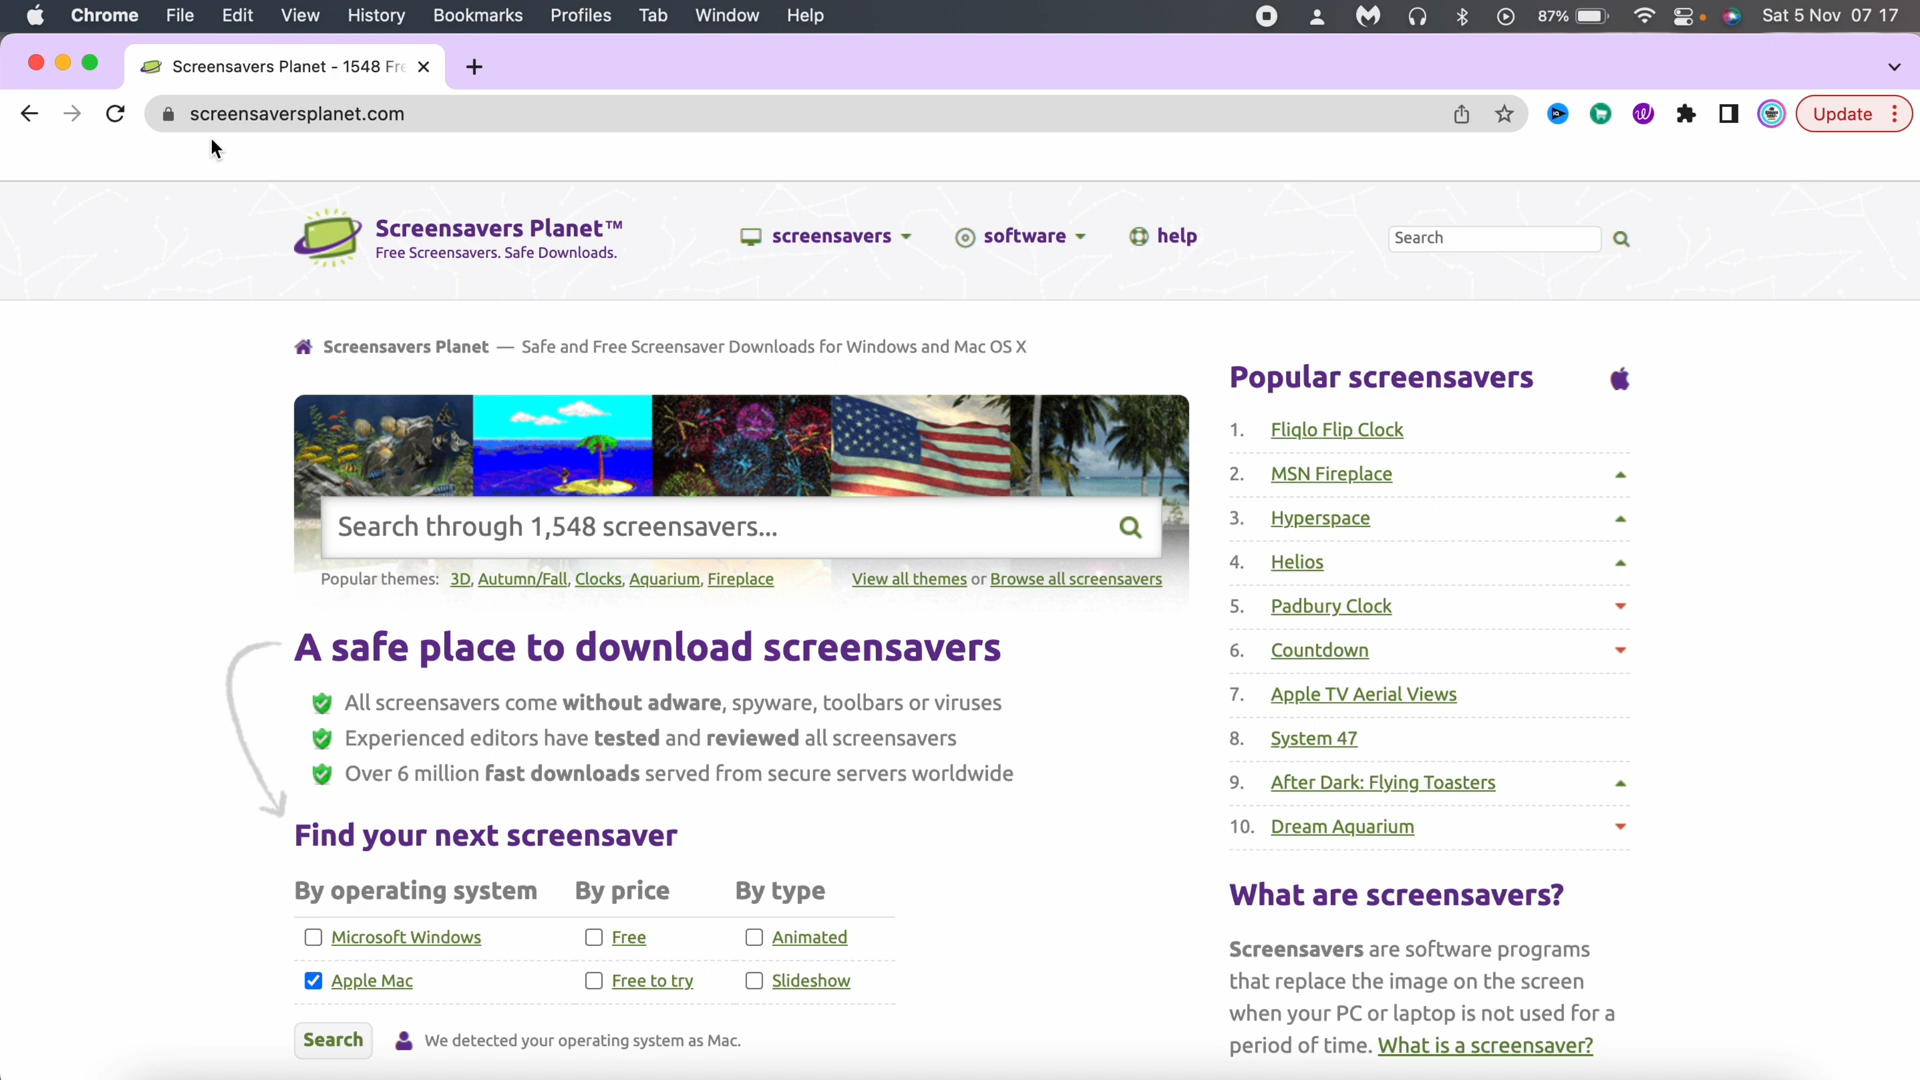 Chrome File Edit View History Bookmarks Profiles Tab Window Help 87% Sat 5 Nov 07 17
Screensavers Planet - 1548 Fre
screensaversplanet.com Update
Screensavers Planet™
Free Screensavers. Safe Downloads.
screensavers software help Search
Screensavers Planet — Safe and Free Screensaver Downloads for Windows and Mac OS X
Search through 1,548 screensavers...
Popular themes: 3D, Autumn/Fall, Clocks, Aquarium, Fireplace View all themes or Browse all screensavers
A safe place to download screensavers
All screensavers come without adware, spyware, toolbars or viruses
Experienced editors have tested and reviewed all screensavers
Over 6 million fast downloads served from secure servers worldwide
Find your next screensaver
By operating system By price By type
Microsoft Windows Free Animated
Apple Mac Free to try Slideshow
Search We detected your operating system as Mac.
Popular screensavers
1. Fliqlo Flip Clock
2. MSN Fireplace
3. Hyperspace
4. Helios
5. Padbury Clock
6. Countdown
7. Apple TV Aerial Views
8. System 47
9. After Dark: Flying Toasters
10. Dream Aquarium
What are screensavers?
Screensavers are software programs
that replace the image on the screen
when your PC or laptop is not used for a
period of time. What is a screensaver?